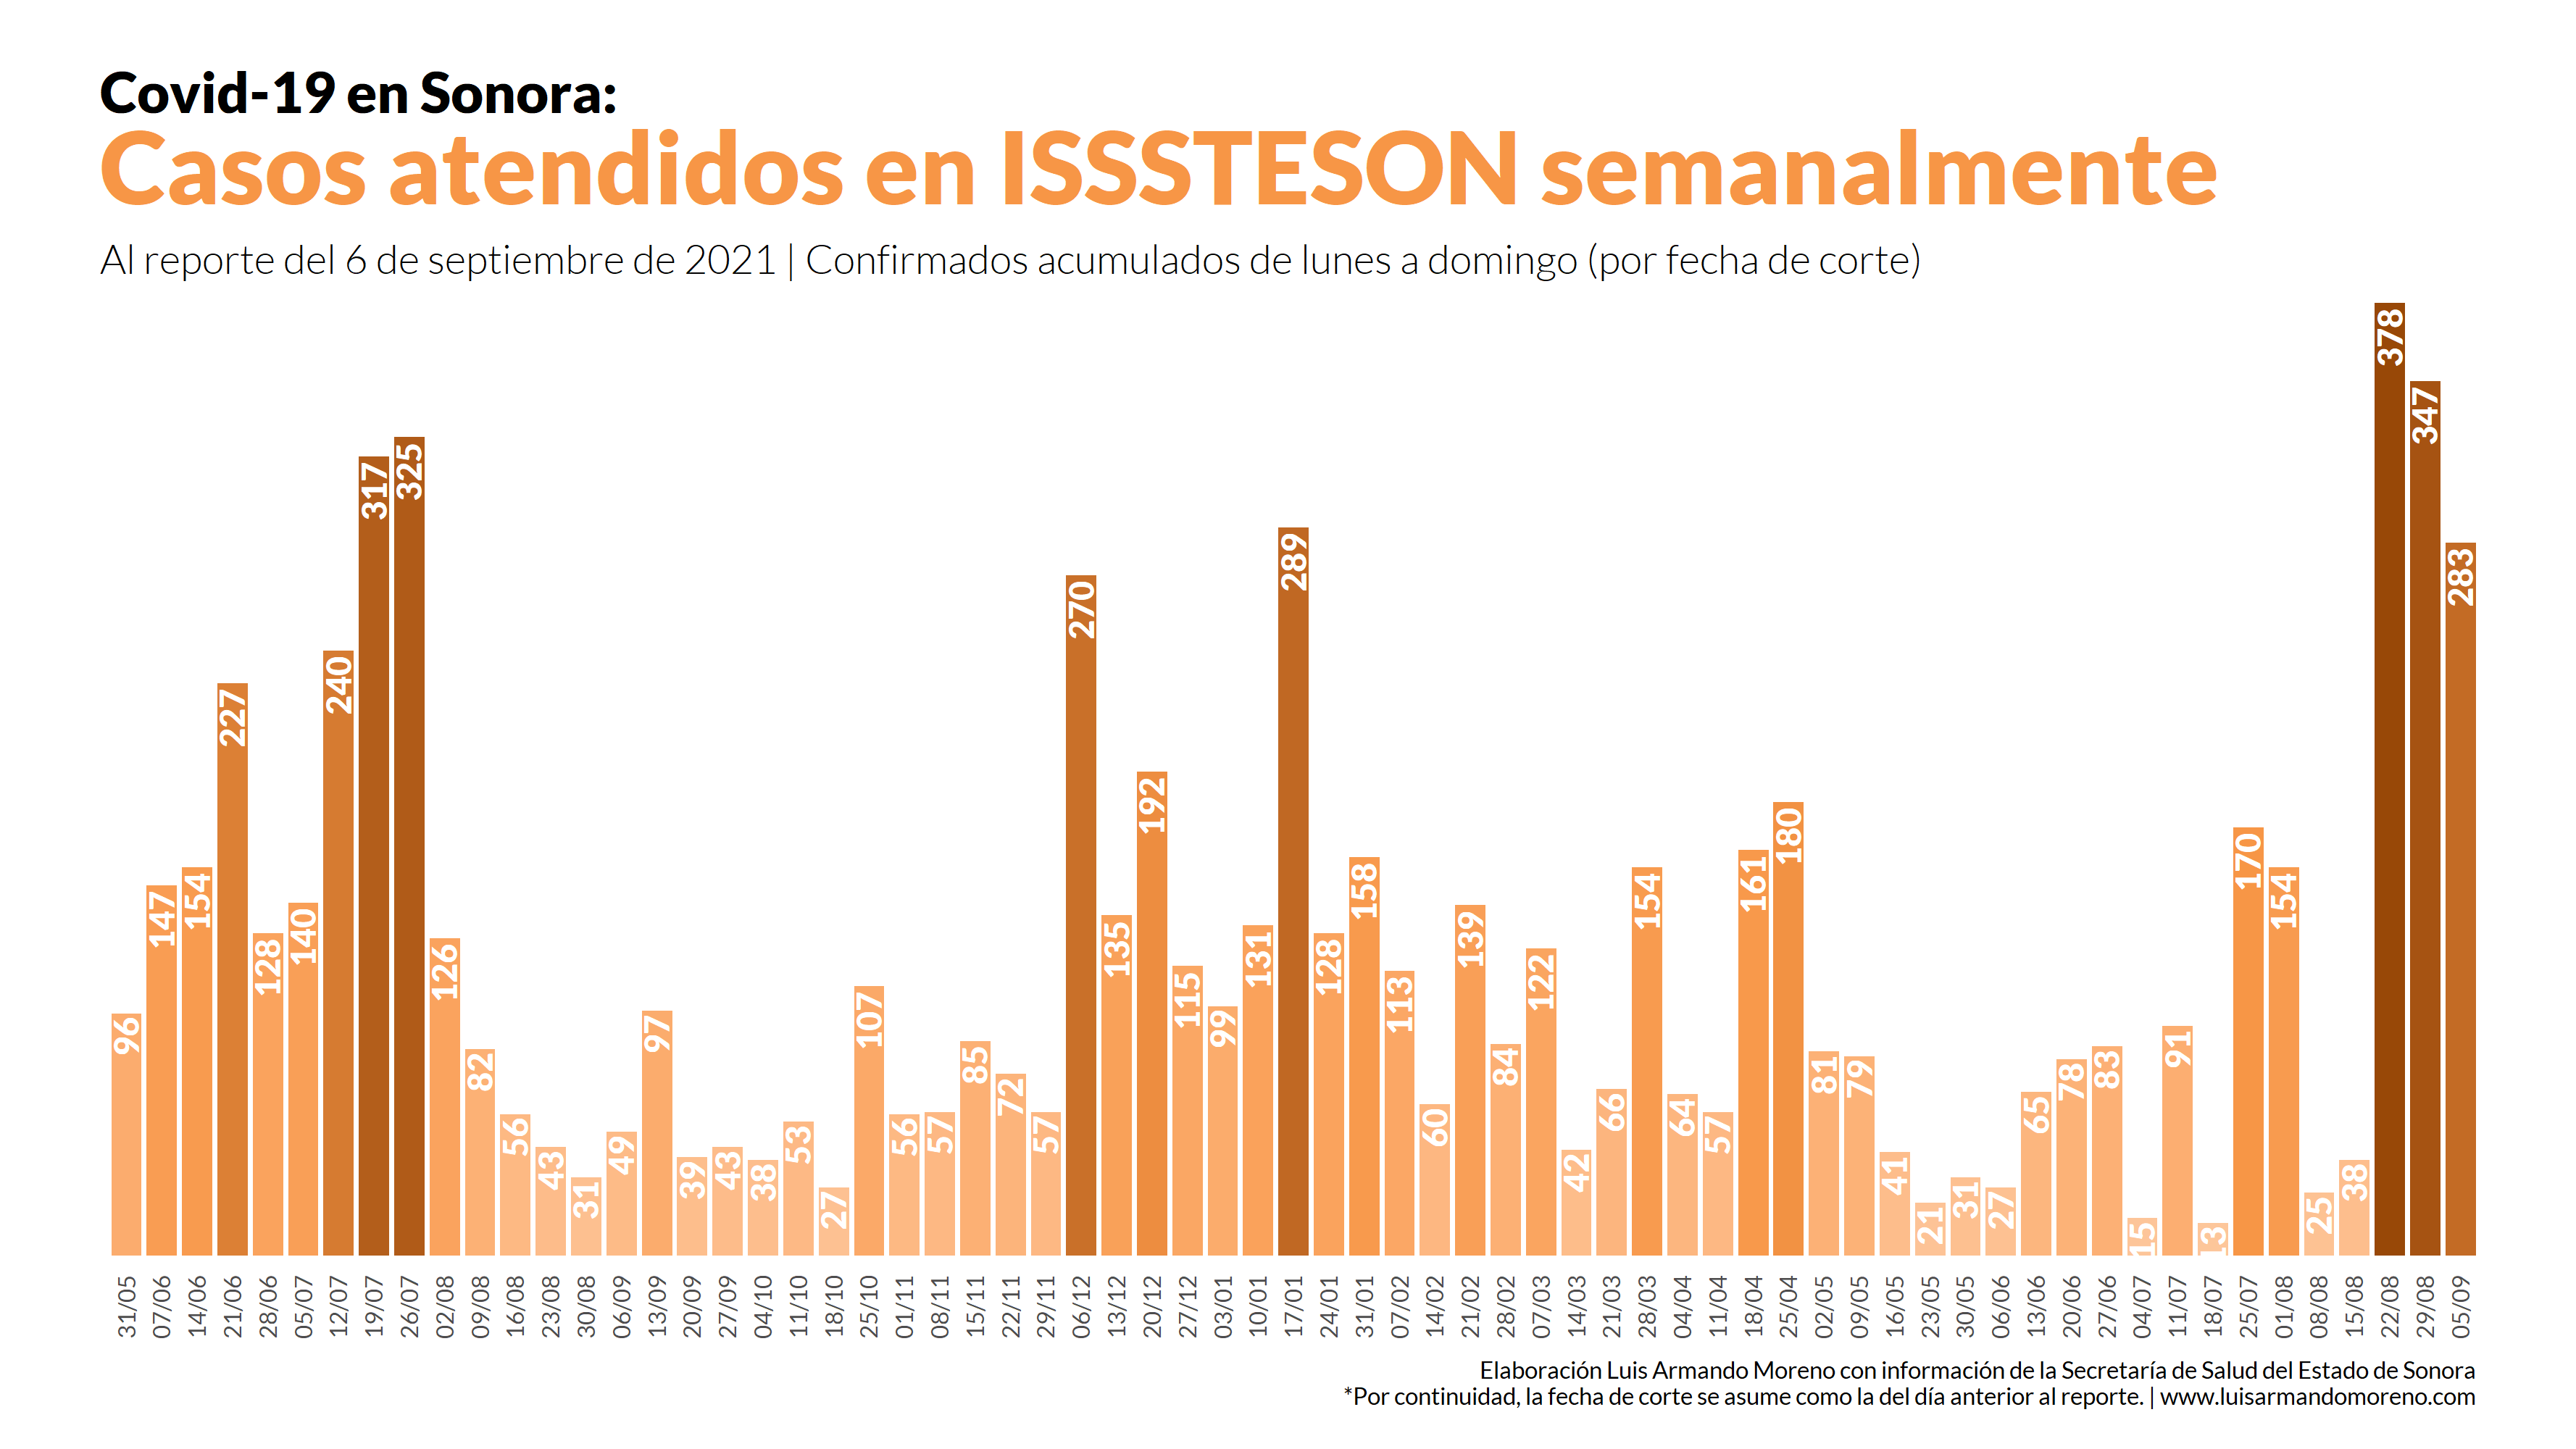 Covid-19 en Sonora:
Casos atendidos en ISSSTESON semanalmente
Al reporte del 6 de septiembre de 2021 | Confirmados acumulados de lunes a domingo (por fecha de corte)
96 147 154 227 128 140 240 317 325 126 82 56 43 31 49 97 39 43 38 53 27 107 56 57 85 72 57 270 135 192 115 99 131 289 128 158 113 60 139 84 122 42 66 154 64 57 161 180 81 79 41 21 31 27 65 78 83 15 91 13 170 154 25 38 378 347 283
31/05 07/06 14/06 21/06 28/06 05/07 12/07 19/07 26/07 02/08 09/08 16/08 23/08 30/08 06/09 13/09 20/09 27/09 04/10 11/10 18/10 25/10 01/11 08/11 15/11 22/11 29/11 06/12 13/12 20/12 27/12 03/01 10/01 17/01 24/01 31/01 07/02 14/02 21/02 28/02 07/03 14/03 21/03 28/03 04/04 11/04 18/04 25/04 02/05 09/05 16/05 23/05 30/05 06/06 13/06 20/06 27/06 04/07 11/07 18/07 25/07 01/08 08/08 15/08 22/08 29/08 05/09
Elaboración Luis Armando Moreno con información de la Secretaría de Salud del Estado de Sonora
*Por continuidad, la fecha de corte se asume como la del día anterior al reporte. | www.luisarmandomoreno.com